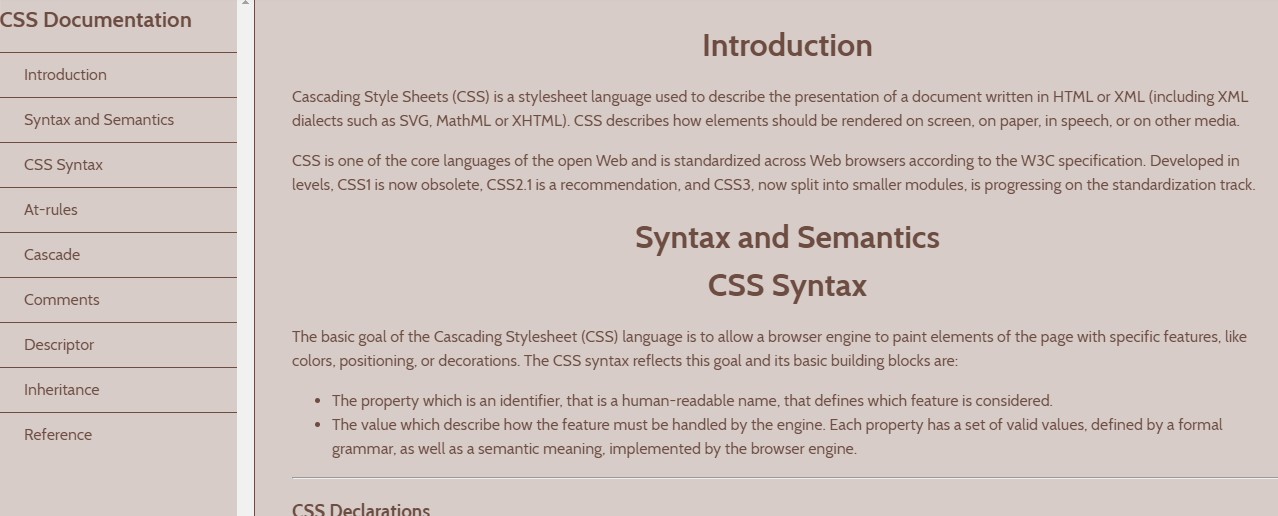 CSS Documentation
Introduction
Syntax and Semantics
CSS Syntax
At-rules
Cascade
Comments
Descriptor
Inheritance
Reference
Introduction
Cascading Style Sheets (CSS) is a stylesheet language used to describe the presentation of a document written in HTML or XML (including XML
dialects such as SVG, MathML or XHTML). CSS describes how elements should be rendered on screen, on paper, in speech, or on other media.
CSS is one of the core languages of the open Web and is standardized across Web browsers according to the W3C specification. Developed in
levels, CSS1 is now obsolete, CSS2.1 is a recommendation, and CSS3, now split into smaller modules, is progressing on the standardization track.
Syntax and Semantics
CSS Syntax
The basic goal of the Cascading Stylesheet (CSS) language is to allow a browser engine to paint elements of the page with specific features, like
colors, positioning, or decorations. The CSS syntax reflects this goal and its basic building blocks are:
• The property which is an identifier, that is a human-readable name, that defines which feature is considered.
• The value which describe how the feature must be handled by the engine. Each property has a set of valid values, defined by a formal
grammar, as well as a semantic meaning, implemented by the browser engine.
CSS Declarations